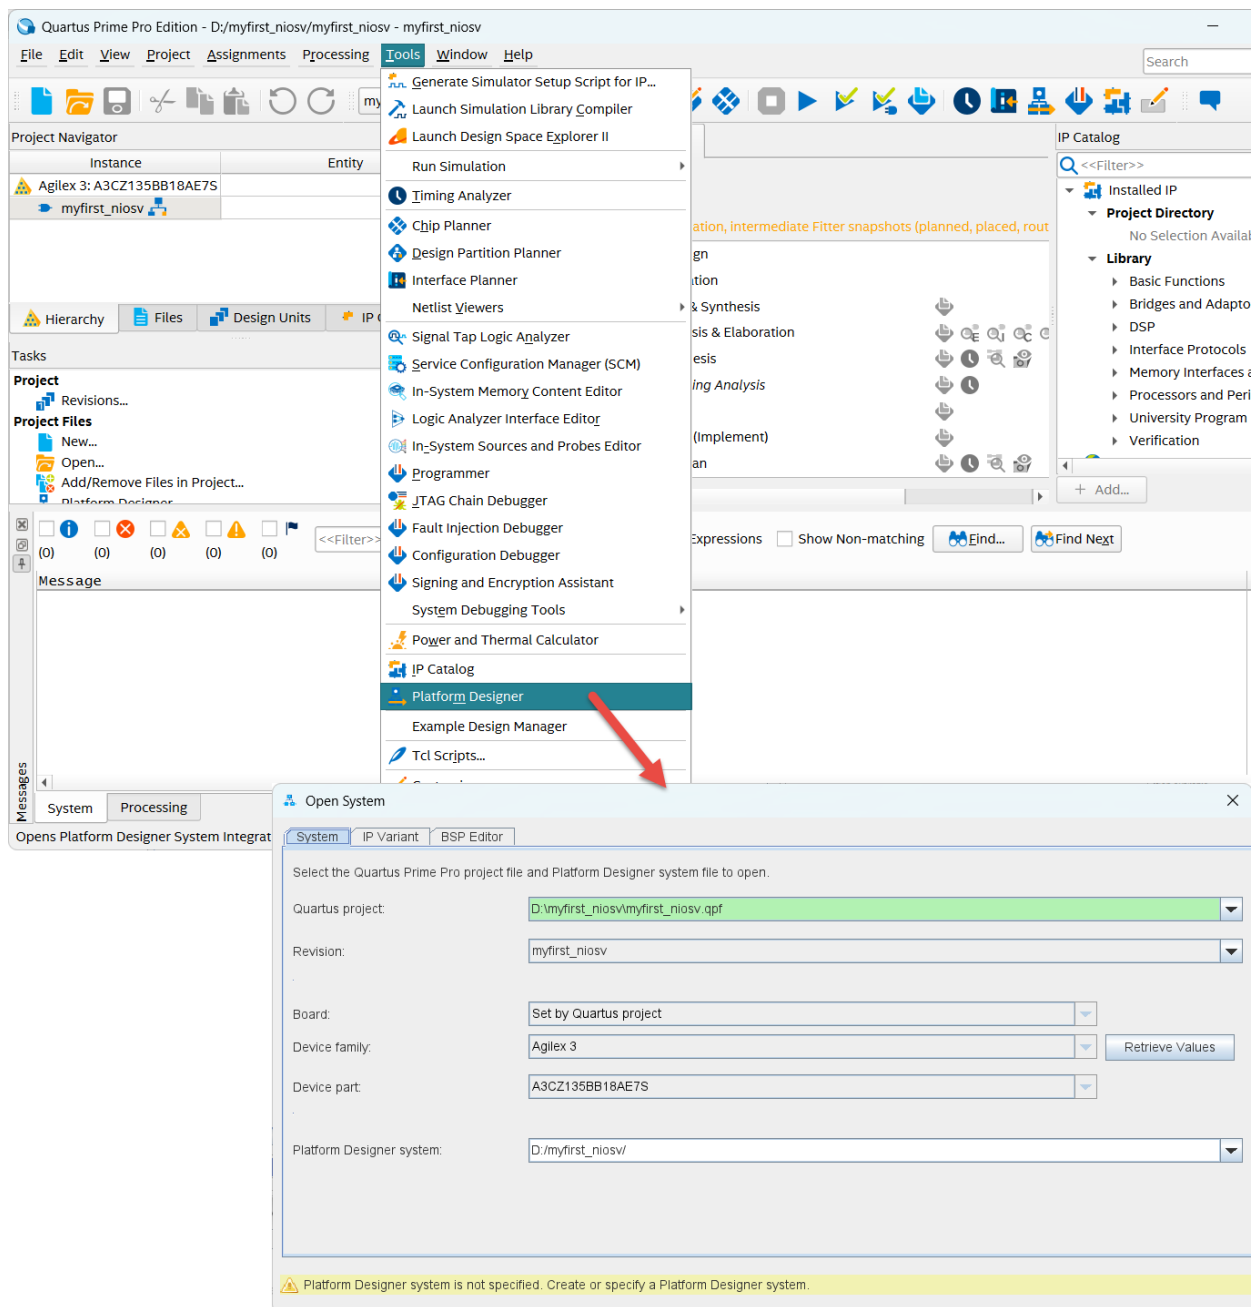 Quartus Prime Pro Edition - D:/myfirst_niosv/myfirst_niosv - myfirst_niosv
File Edit View Project Assignments Processing Tools Window Help
Search
my
Project Navigator
Instance Entity
Agilex 3: A3CZ135BB18AE7S
myfirst_niosv
Hierarchy Files Design Units IP
Tasks
Project
Revisions...
Project Files
New...
Open...
Add/Remove Files in Project...
Platform Designer
Generate Simulator Setup Script for IP...
Launch Simulation Library Compiler
Launch Design Space Explorer II
Run Simulation
Timing Analyzer
Chip Planner
Design Partition Planner
Interface Planner
Netlist Viewers
Signal Tap Logic Analyzer
Service Configuration Manager (SCM)
In-System Memory Content Editor
Logic Analyzer Interface Editor
In-System Sources and Probes Editor
Programmer
JTAG Chain Debugger
Fault Injection Debugger
Configuration Debugger
Signing and Encryption Assistant
System Debugging Tools
Power and Thermal Calculator
IP Catalog
Platform Designer
Example Design Manager
Tcl Scripts...
ation, intermediate Fitter snapshots (planned, placed, rout
gn
tion
& Synthesis
sis & Elaboration
esis
ing Analysis
(Implement)
an
IP Catalog
<<Filter>>
Installed IP
Project Directory
No Selection Availab
Library
Basic Functions
Bridges and Adapto
DSP
Interface Protocols
Memory Interfaces a
Processors and Peri
University Program
Verification
+ Add...
(0) (0) (0) (0) (0)
<<Filter>>
Expressions Show Non-matching Find... Find Next
Message
Messages
System Processing
Opens Platform Designer System Integrat
Open System
System IP Variant BSP Editor
Select the Quartus Prime Pro project file and Platform Designer system file to open.
Quartus project: D:\myfirst_niosv\myfirst_niosv.qpf
Revision: myfirst_niosv
Board: Set by Quartus project
Device family: Agilex 3 Retrieve Values
Device part: A3CZ135BB18AE7S
Platform Designer system: D:/myfirst_niosv/
Platform Designer system is not specified. Create or specify a Platform Designer system.